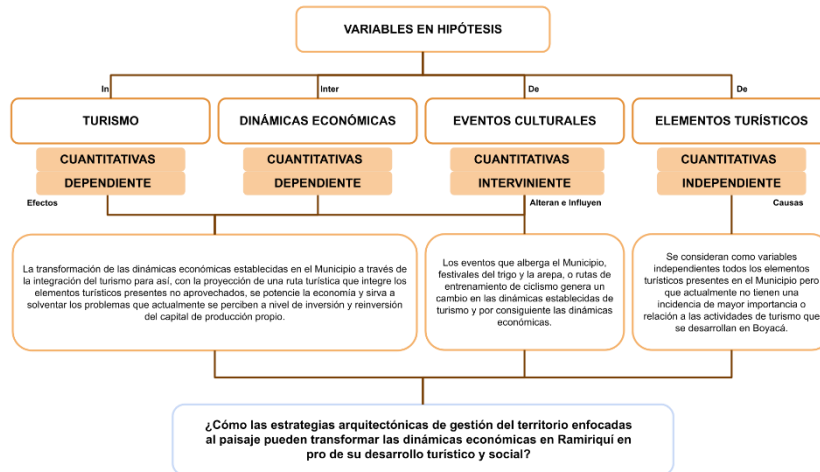 VARIABLES EN HIPÓTESIS
In
Inter
De
De
TURISMO
DINÁMICAS ECONÓMICAS
EVENTOS CULTURALES
ELEMENTOS TURÍSTICOS
CUANTITATIVAS
DEPENDIENTE
CUANTITATIVAS
DEPENDIENTE
CUANTITATIVAS
INTERVINIENTE
CUANTITATIVAS
INDEPENDIENTE
Efectos
Alteran e Influyen
Causas
La transformación de las dinámicas económicas establecidas en el Municipio a través de
la integración del turismo para así, con la proyección de una ruta turística que integre los
elementos turísticos presentes no aprovechados, se potencie la economía y sirva a
solventar los problemas que actualmente se perciben a nivel de inversión y reinversión
del capital de producción propio.
Los eventos que alberga el Municipio,
festivales del trigo y la arepa, o rutas de
entrenamiento de ciclismo genera un
cambio en las dinámicas establecidas de
turismo y por consiguiente las dinámicas
económicas.
Se consideran como variables
independientes todos los elementos
turísticos presentes en el Municipio pero
que actualmente no tienen una
incidencia de mayor importancia o
relación a las actividades de turismo que
se desarrollan en Boyacá.
¿Cómo las estrategias arquitectónicas de gestión del territorio enfocadas
al paisaje pueden transformar las dinámicas económicas en Ramiriquí en
pro de su desarrollo turístico y social?